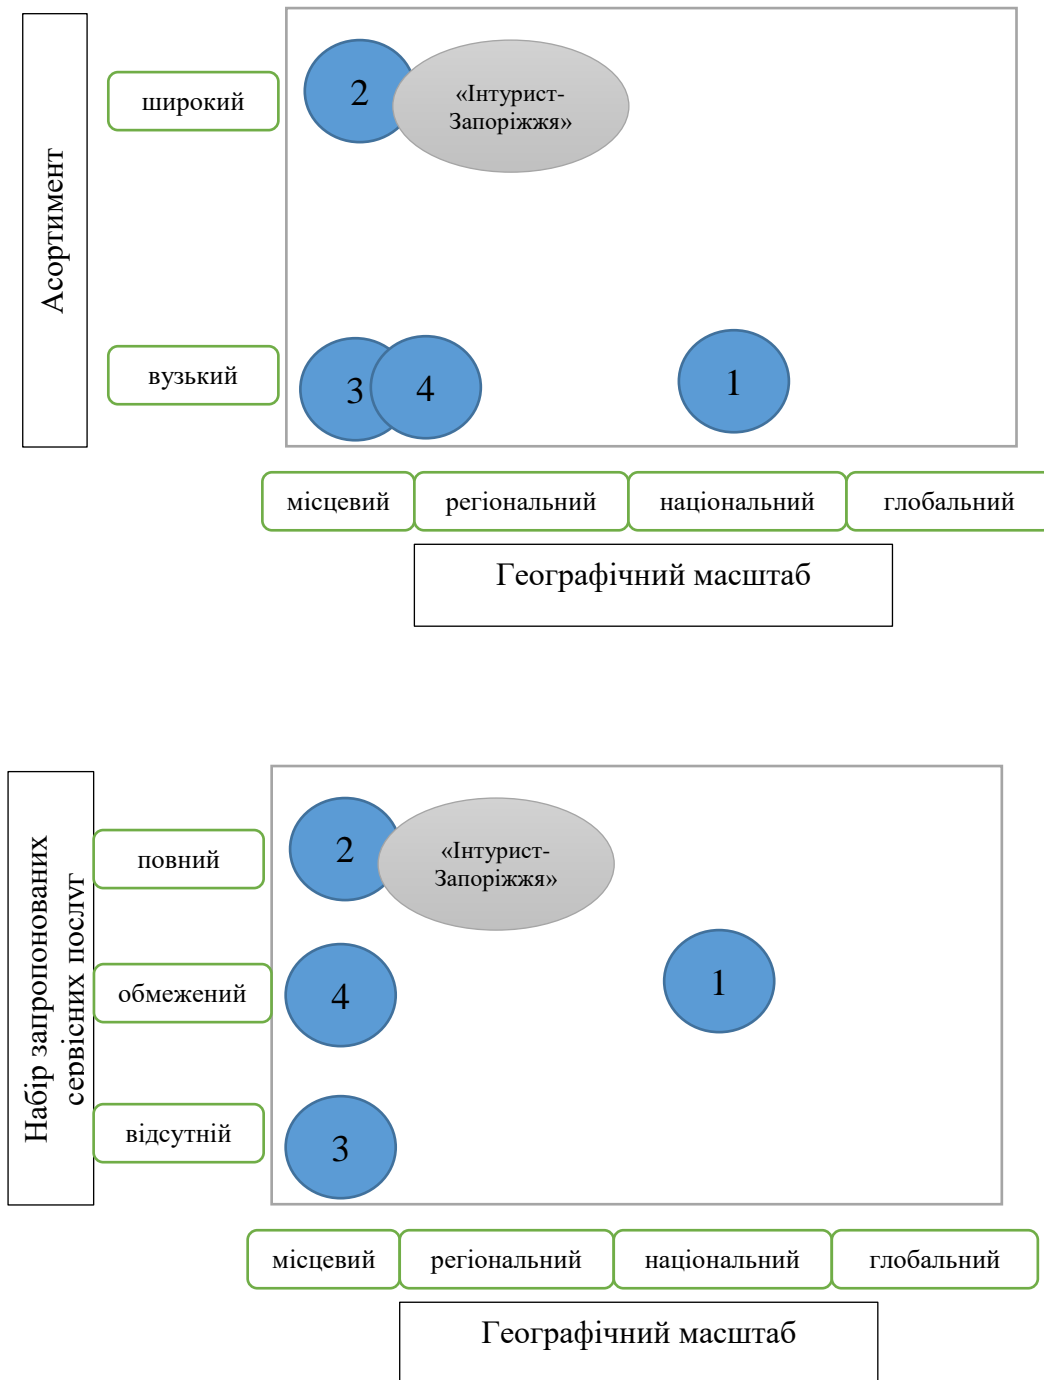 Асортимент
широкий
2
«Інтурист-
Запоріжжя»
вузький
3
4
1
місцевий
регіональний
національний
глобальний
Географічний масштаб
Набір запропонованих
сервісних послуг
повний
2
«Інтурист-
Запоріжжя»
обмежений
4
1
відсутній
3
місцевий
регіональний
національний
глобальний
Географічний масштаб